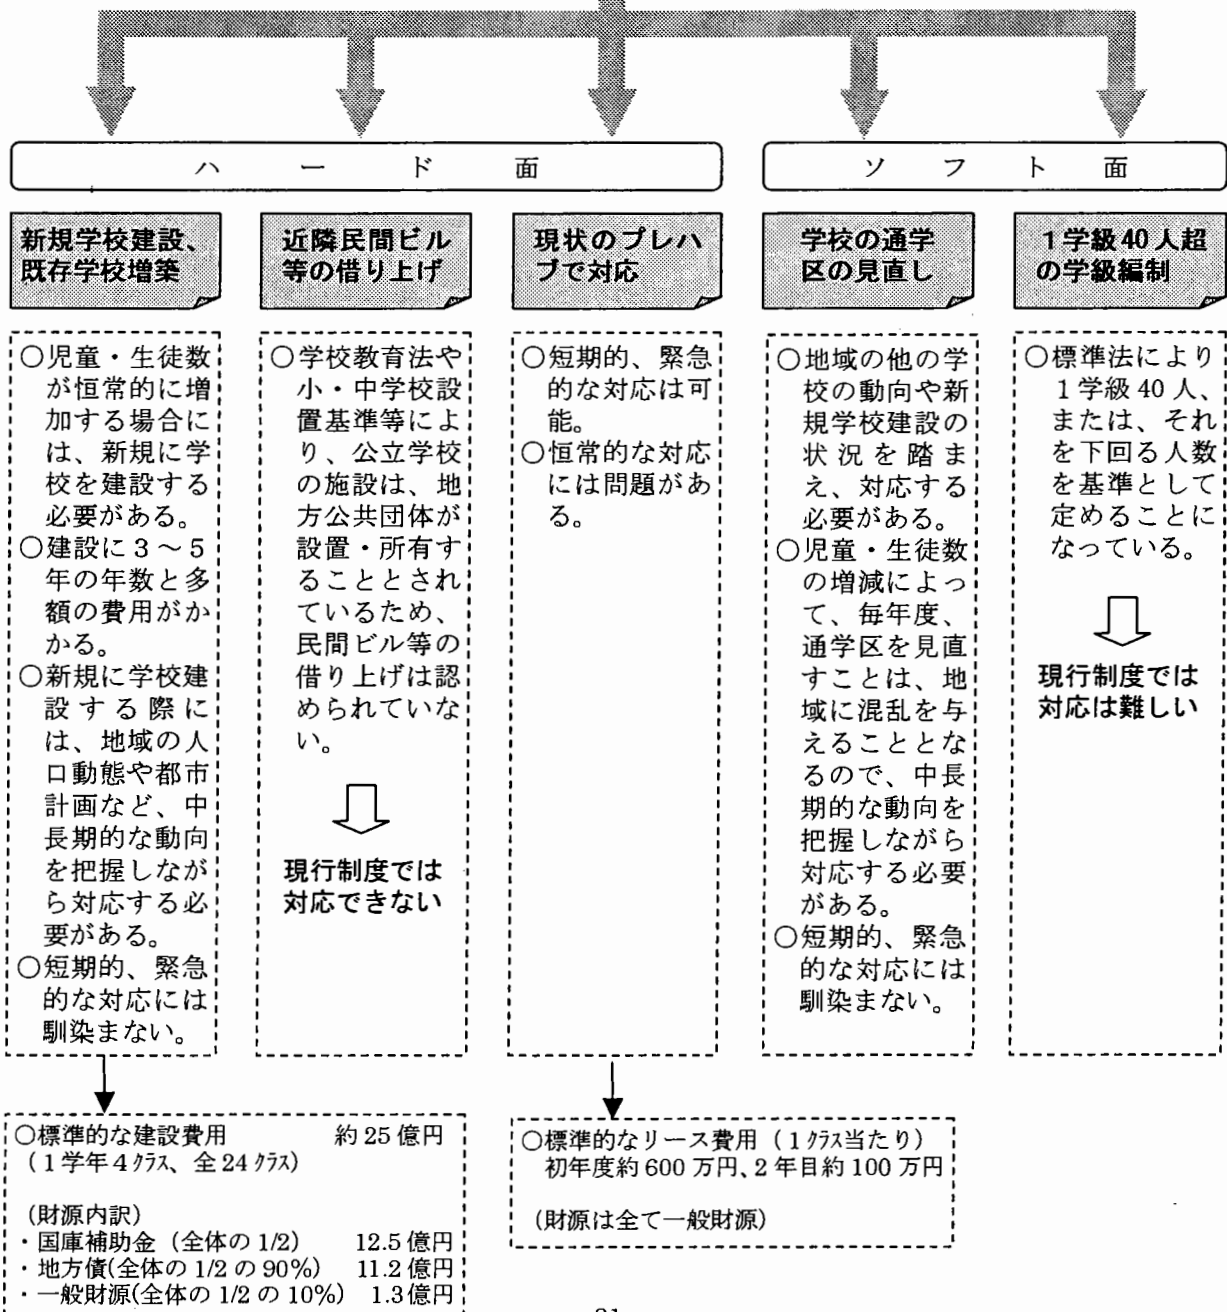 ハード面
ソフト面
新規学校建設、
既存学校増築
近隣民間ビル
等の借り上げ
現状のプレハ
ブで対応
学校の通学
区の見直し
1学級40人超
の学級編制
○児童・生徒数
が恒常的に増
加する場合に
は、新規に学
校を建設する
必要がある。
○建設に3～5
年の年数と多
額の費用がか
かる。
○新規に学校建
設する際に
は、地域の人
口動態や都市
計画など、中
長期的な動向
を把握しなが
ら対応する必
要がある。
○短期的、緊急
的な対応には
馴染まない。
○学校教育法や
小・中学校設
置基準等によ
り、公立学校
の施設は、地
方公共団体が
設置・所有す
ることとされ
ているため、
民間ビル等の
借り上げは認
められていな
い。
現行制度では
対応できない
○短期的、緊急
的な対応は可
能。
○恒常的な対応
には問題があ
る。
○地域の他の学
校の動向や新
規学校建設の
状況を踏ま
え、対応する
必要がある。
○児童・生徒数
の増減によっ
て、毎年度、
通学区を見直
すことは、地
域に混乱を与
えることとな
るので、中長
期的な動向を
把握しながら
対応する必要
がある。
○短期的、緊急
的な対応には
馴染まない。
○標準法により
1学級40人、
または、それ
を下回る人数
を基準として
定めることに
なっている。
現行制度では
対応は難しい
○標準的な建設費用 約25億円
(1学年4クラス、全24クラス)
(財源内訳)
・国庫補助金（全体の1/2） 12.5億円
・地方債(全体の1/2の90%) 11.2億円
・一般財源(全体の1/2の10%) 1.3億円
○標準的なリース費用（1クラス当たり）
初年度約600万円、2年目約100万円
(財源は全て一般財源)